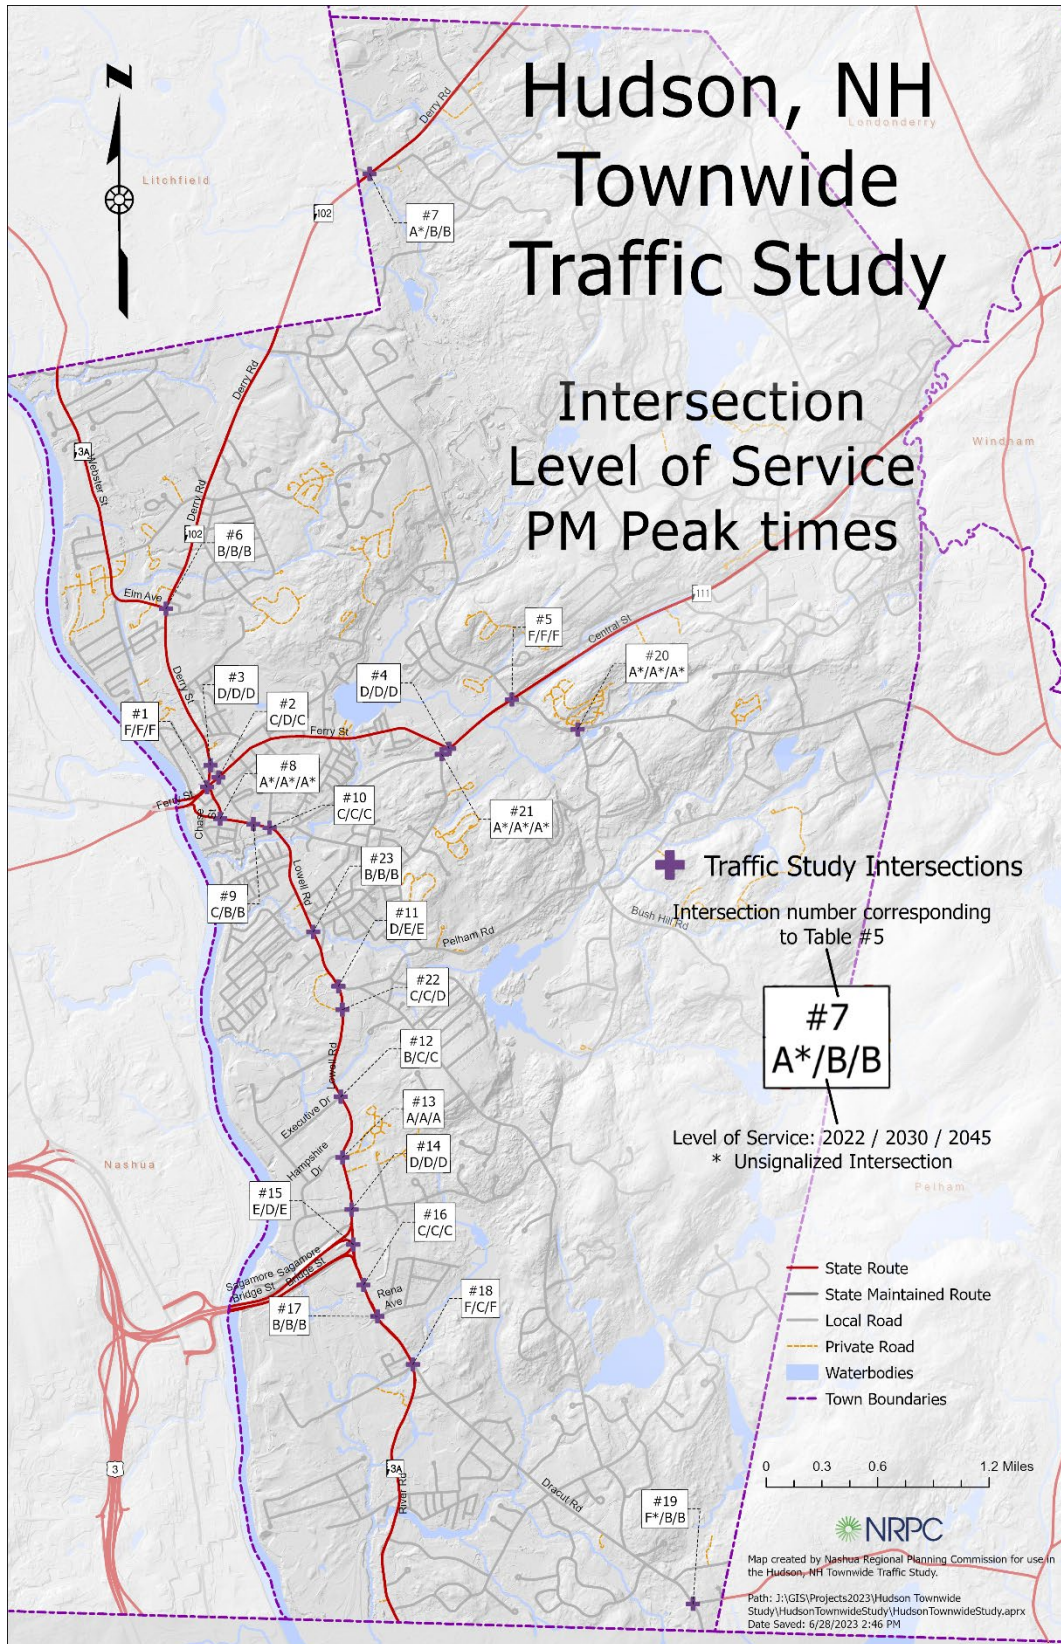 Hudson, NH
Townwide
Traffic Study
Intersection
Level of Service
PM Peak times
N
Londonderry
Litchfield
Derry Rd
102
#7
A*/B/B
Derry Rd
Windham
3A
Webster St
Derry Rd
102
#6
B/B/B
Elm Ave
111
Central St
#5
F/F/F
#20
A*/A*/A*
#4
D/D/D
#3
D/D/D
#2
C/D/C
Derry St
#1
F/F/F
Ferry St
#8
A*/A*/A*
Ferry St
Chase
St
#10
C/C/C
#21
A*/A*/A*
Lowell Rd
#23
B/B/B
#9
C/B/B
#11
D/E/E
Pelham Rd
Bush Hill Rd
#22
C/C/D
#12
B/C/C
Lowell Rd
Executive Dr
#13
A/A/A
Hampshire
Dr
#14
D/D/D
Nashua
Pelham
#15
E/D/E
#16
C/C/C
Sagamore
Bridge St
Sagamore
Bridge St
Rena
Ave
#17
B/B/B
#18
F/C/F
3
3A
River Rd
Dracut Rd
#19
F*/B/B
Traffic Study Intersections
Intersection number corresponding
to Table #5
#7
A*/B/B
Level of Service: 2022 / 2030 / 2045
* Unsignalized Intersection
State Route
State Maintained Route
Local Road
Private Road
Waterbodies
Town Boundaries
0 0.3 0.6 1.2 Miles
NRPC
Map created by Nashua Regional Planning Commission for use in
the Hudson, NH Townwide Traffic Study.
Path: J:\GIS\Projects2023\Hudson Townwide
Study\HudsonTownwideStudy\HudsonTownwideStudy.aprx
Date Saved: 6/28/2023 2:46 PM